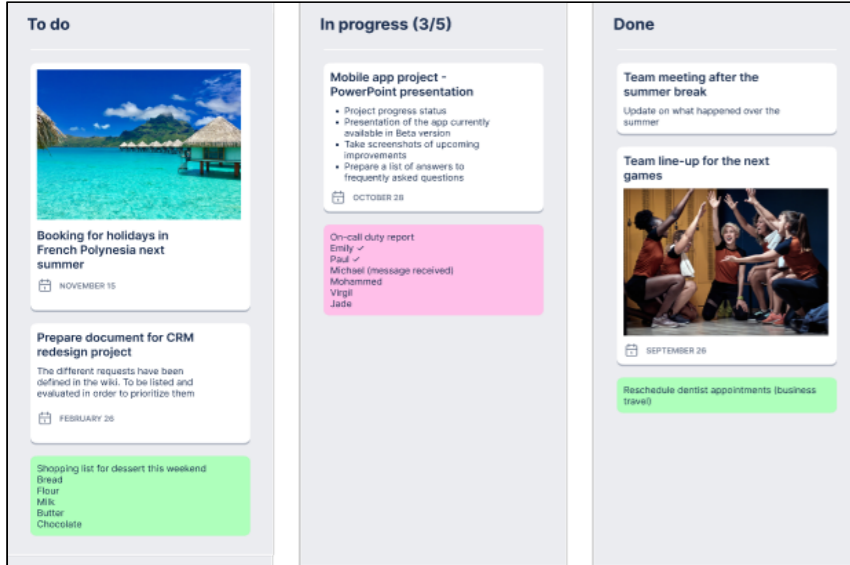 To do
Booking for holidays in
French Polynesia next
summer
NOVEMBER 15
Prepare document for CRM
redesign project
The different requests have been
defined in the wiki. To be listed and
evaluated in order to prioritize them
FEBRUARY 26
Shopping list for dessert this weekend
Bread
Flour
Milk
Butter
Chocolate
In progress (3/5)
Mobile app project -
PowerPoint presentation
• Project progress status
• Presentation of the app currently
available in Beta version
• Take screenshots of upcoming
improvements
• Prepare a list of answers to
frequently asked questions
OCTOBER 28
On-call duty report
Emily ✓
Paul ✓
Michael (message received)
Mohammed
Virgil
Jade
Done
Team meeting after the
summer break
Update on what happened over the
summer
Team line-up for the next
games
SEPTEMBER 26
Reschedule dentist appointments (business
travel)